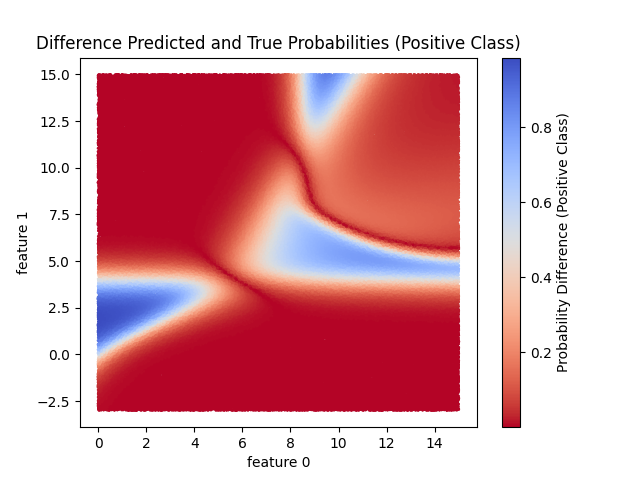 Difference Predicted and True Probabilities (Positive Class)
15.0
12.5
10.0
7.5
5.0
2.5
0.0
−2.5
feature 1
0 2 4 6 8 10 12 14
feature 0
0.8
0.6
0.4
0.2
Probability Difference (Positive Class)